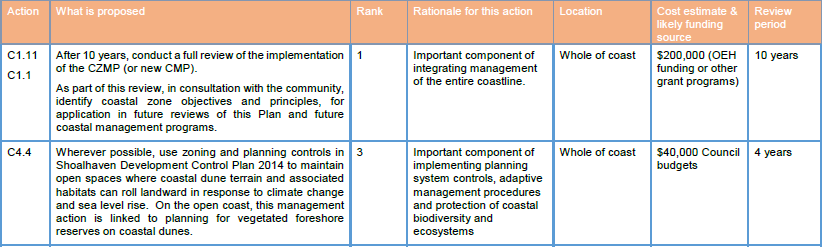 Action What is proposed Rank Rationale for this action Location Cost estimate & likely funding source Review period
C1.11
C1.1
After 10 years, conduct a full review of the implementation
of the CZMP (or new CMP).
As part of this review, in consultation with the community,
identify coastal zone objectives and principles, for
application in future reviews of this Plan and future
coastal management programs.
1
Important component of
integrating management
of the entire coastline.
Whole of coast
$200,000 (OEH
funding or other
grant programs)
10 years
C4.4
Wherever possible, use zoning and planning controls in
Shoalhaven Development Control Plan 2014 to maintain
open spaces where coastal dune terrain and associated
habitats can roll landward in response to climate change
and sea level rise. On the open coast, this management
action is linked to planning for vegetated foreshore
reserves on coastal dunes.
3
Important component of
implementing planning
system controls, adaptive
management procedures
and protection of coastal
biodiversity and
ecosystems
Whole of coast
$40,000 Council
budgets
4 years